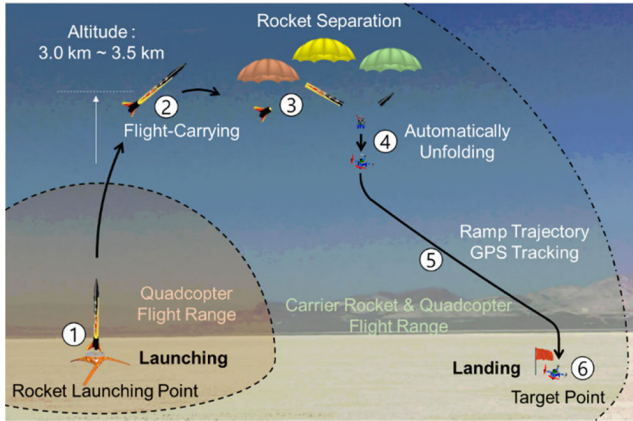 Rocket Separation
Altitude :
3.0 km ~ 3.5 km
2
3
Flight-Carrying
4
Automatically
Unfolding
Ramp Trajectory
GPS Tracking
5
Quadcopter
Flight Range
Carrier Rocket & Quadcopter
Flight Range
1
Launching
Landing
6
Rocket Launching Point
Target Point